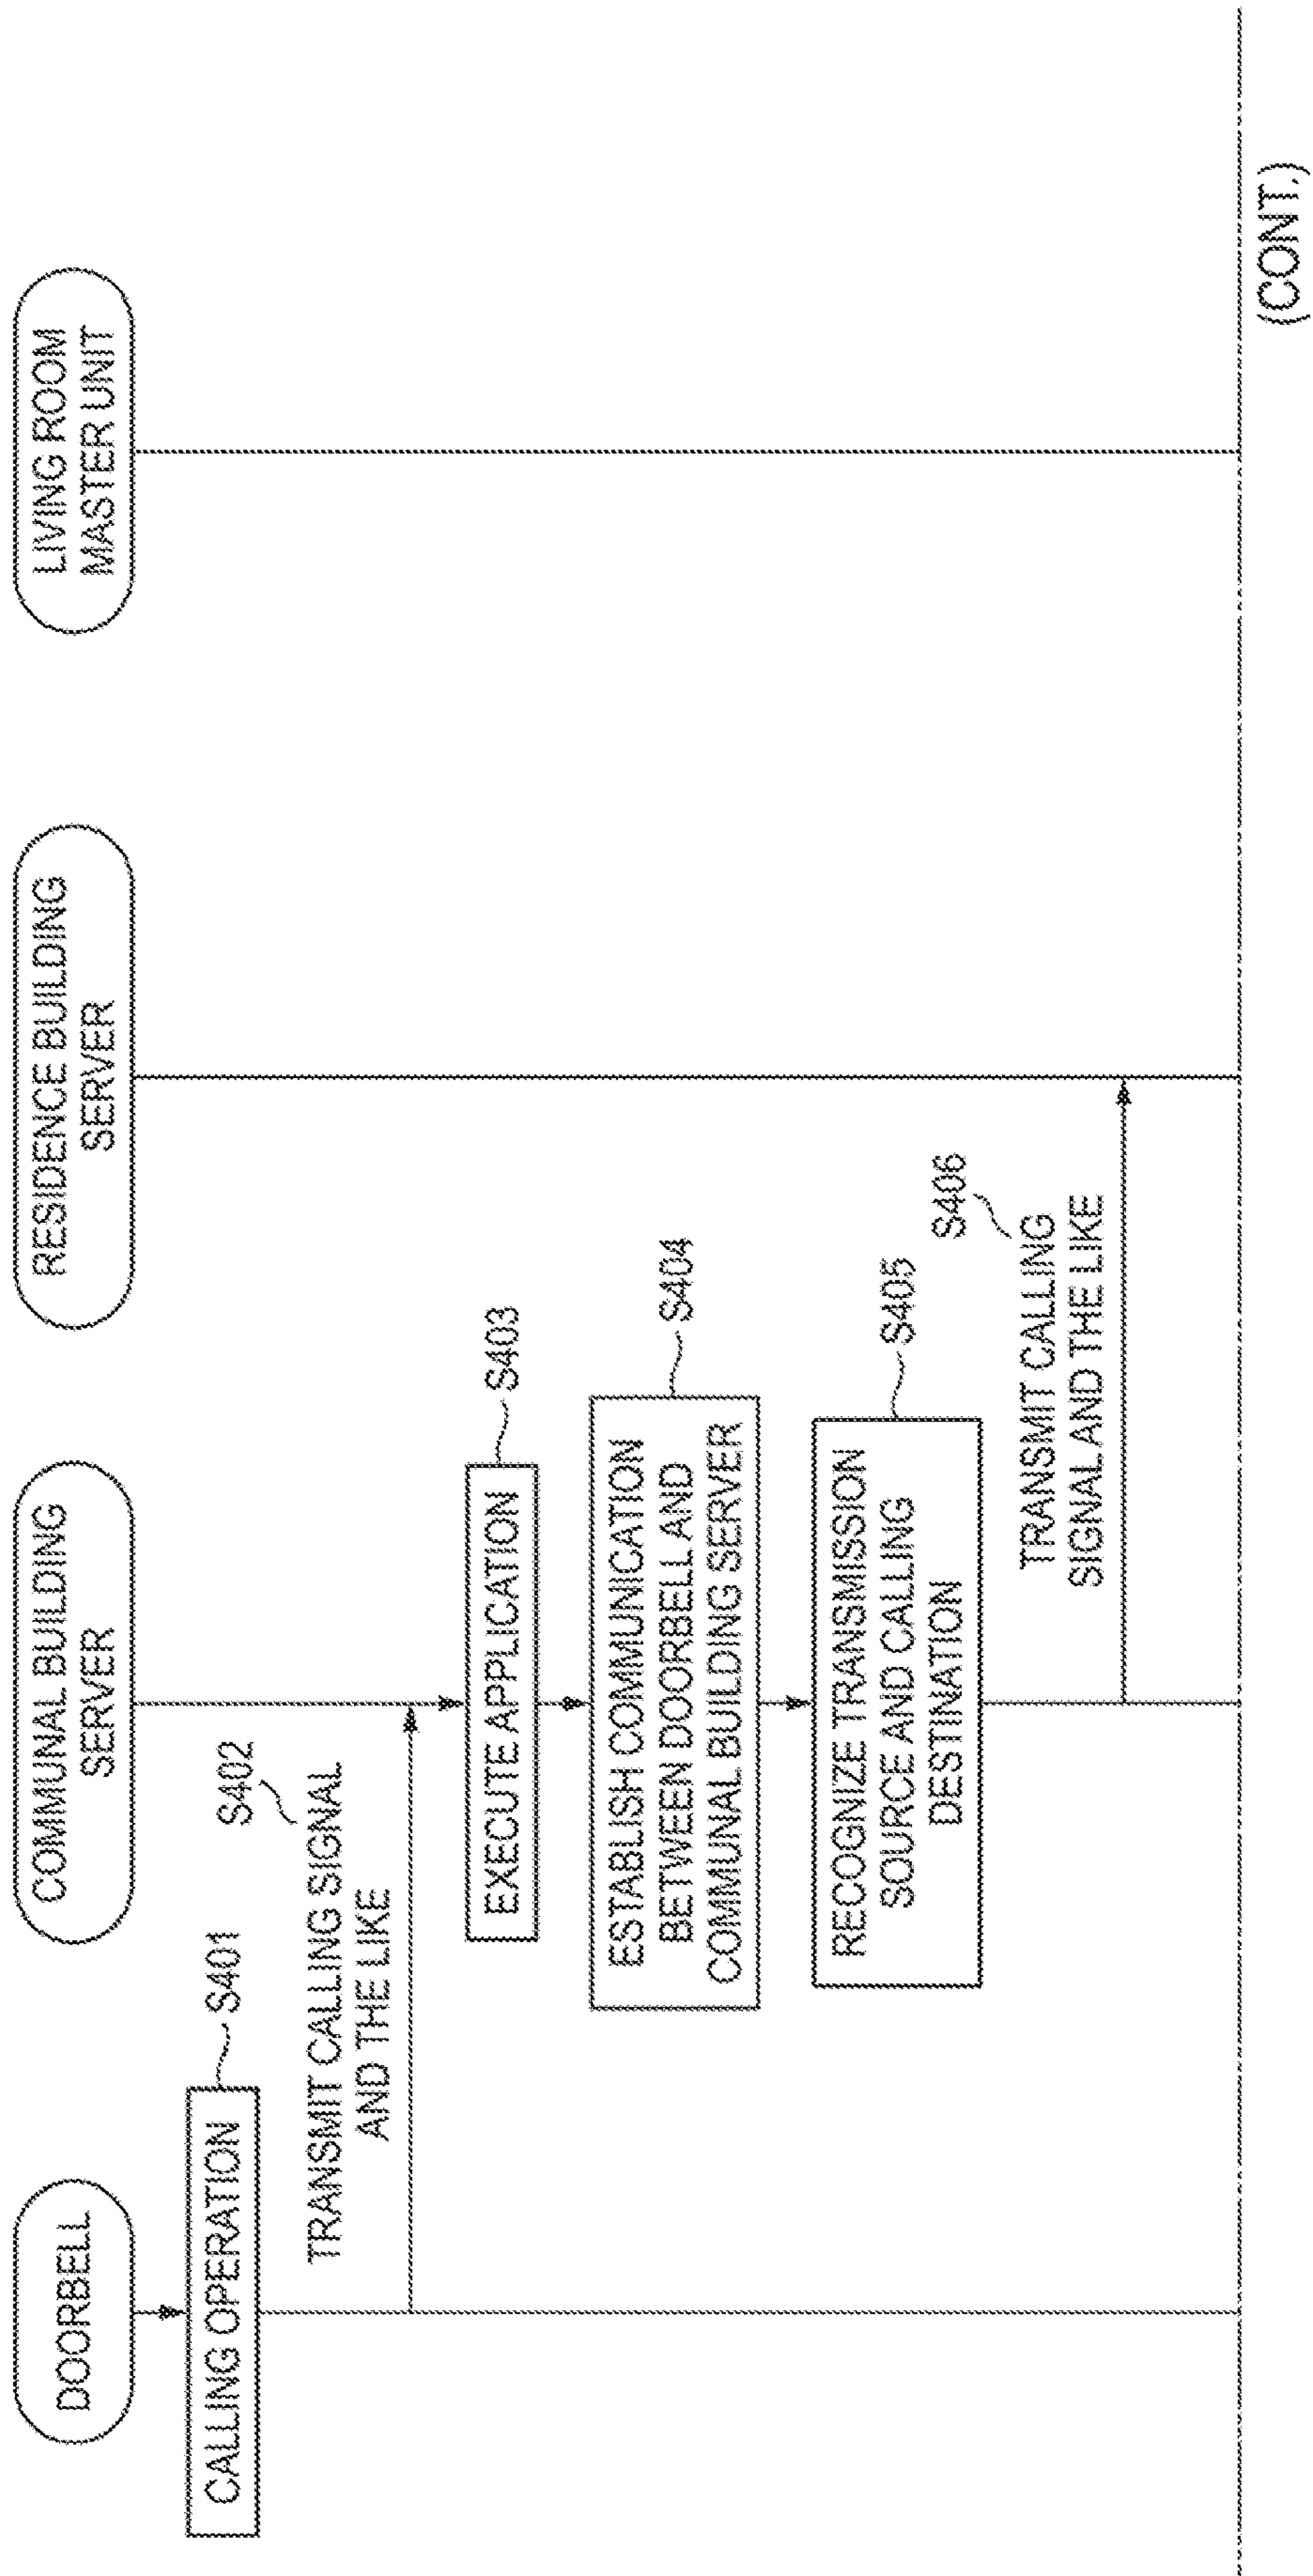 DOORBELL
COMMUNAL BUILDING
SERVER
RESIDENCE BUILDING
SERVER
LIVING ROOM
MASTER UNIT
CALLING OPERATION
S401
S402
TRANSMIT CALLING SIGNAL
AND THE LIKE
EXECUTE APPLICATION
S403
ESTABLISH COMMUNICATION
BETWEEN DOORBELL AND
COMMUNAL BUILDING SERVER
S404
RECOGNIZE TRANSMISSION
SOURCE AND CALLING
DESTINATION
S405
S406
TRANSMIT CALLING
SIGNAL AND THE LIKE
(CONT.)